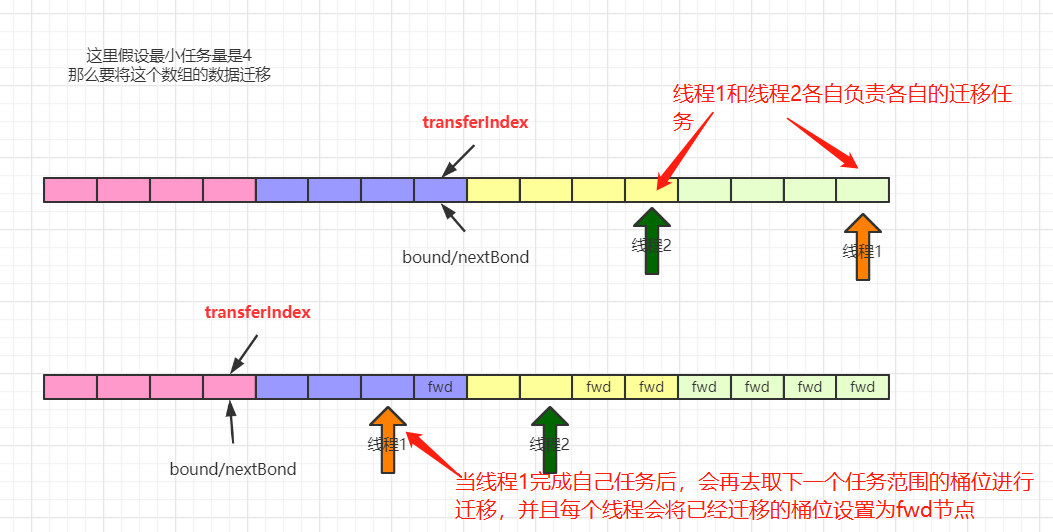 这里假设最小任务量是4
那么要将这个数组的数据迁移
线程1和线程2各自负责各自的迁移任
务
transferIndex
线程2
线程1
bound/nextBond
transferIndex
fwd
fwd
fwd
fwd
fwd
fwd
fwd
线程1
线程2
bound/nextBond
当线程1完成自己任务后，会再去取下一个任务范围的桶位进行
迁移，并且每个线程会将已经迁移的桶位设置为fwd节点